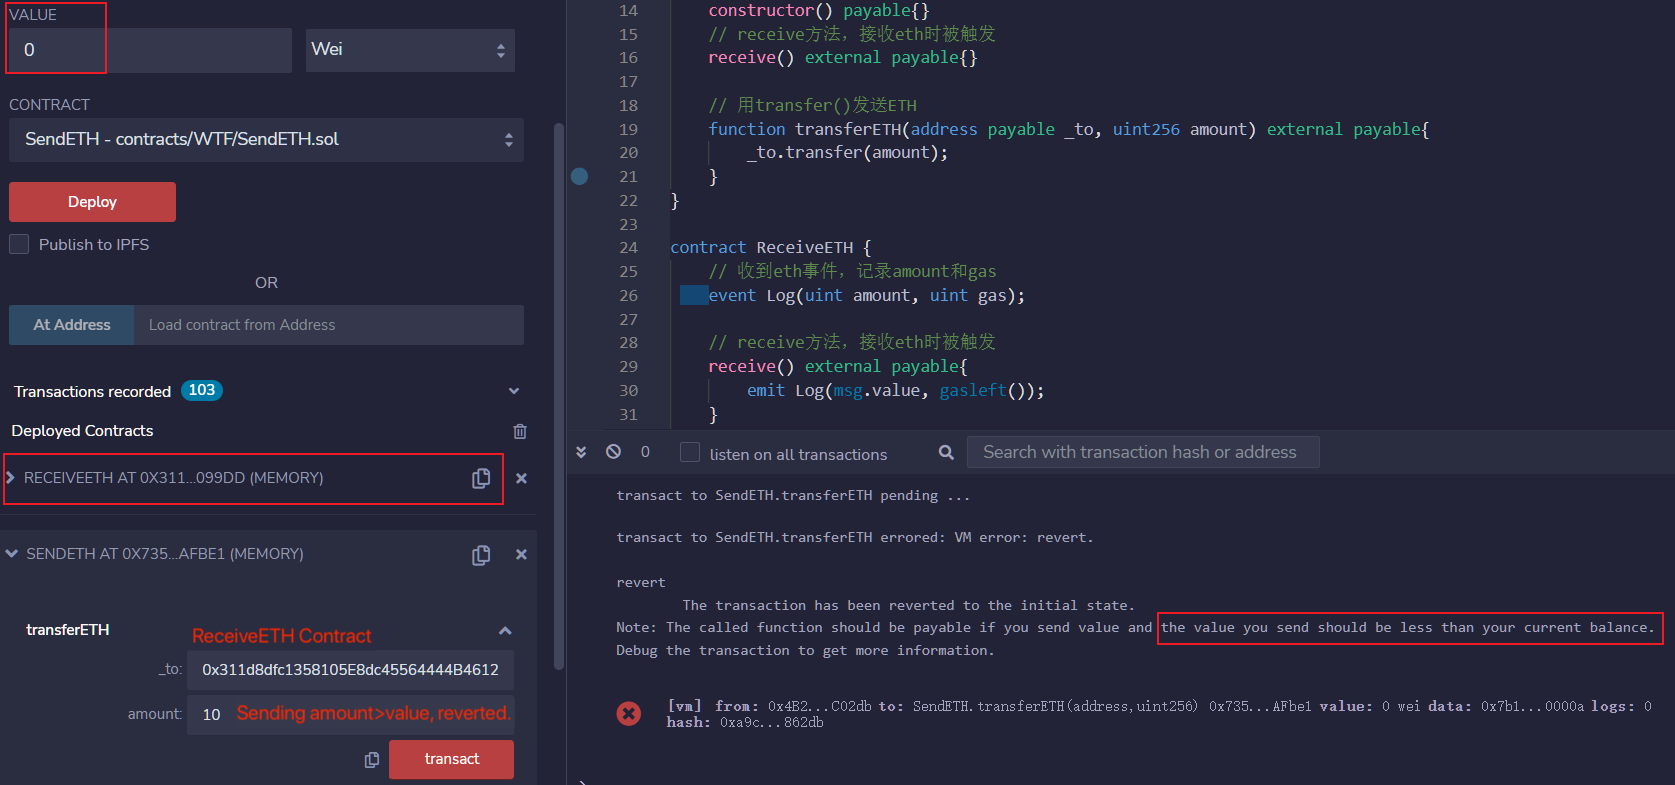 VALUE
0
Wei
CONTRACT
SendETH - contracts/WTF/SendETH.sol
Deploy
Publish to IPFS
OR
At Address
Load contract from Address
Transactions recorded 103
Deployed Contracts
RECEIVEETH AT 0X311...099DD (MEMORY)
SENDETH AT 0X735...AFBE1 (MEMORY)
transferETH
ReceiveETH Contract
_to:
0x311d8dfc1358105E8dc45564444B4612
amount:
10
Sending amount>value, reverted.
transact
14 constructor() payable{}
15 // receive方法，接收eth时被触发
16 receive() external payable{}
17
18 // 用transfer()发送ETH
19 function transferETH(address payable _to, uint256 amount) external payable{
20 _to.transfer(amount);
21 }
22 }
23
24 contract ReceiveETH {
25 // 收到eth事件，记录amount和gas
26 event Log(uint amount, uint gas);
27
28 // receive方法，接收eth时被触发
29 receive() external payable{
30 emit Log(msg.value, gasleft());
31 }
0
listen on all transactions
Search with transaction hash or address
transact to SendETH.transferETH pending ...
transact to SendETH.transferETH errored: VM error: revert.
revert
The transaction has been reverted to the initial state.
Note: The called function should be payable if you send value and the value you send should be less than your current balance.
Debug the transaction to get more information.
[vm] from: 0x4B2...C02db to: SendETH.transferETH(address,uint256) 0x735...AFbe1 value: 0 wei data: 0x7b1...0000a logs: 0
hash: 0xa9c...862db